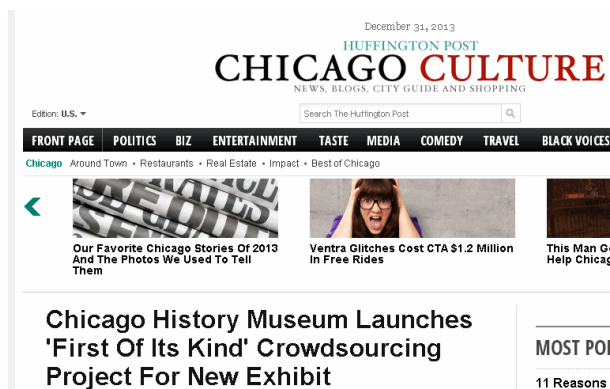 December 31, 2013
HUFFINGTON POST
CHICAGO CULTURE
NEWS, BLOGS, CITY GUIDE AND SHOPPING
Edition: U.S.
Search The Huffington Post
FRONT PAGE POLITICS BIZ ENTERTAINMENT TASTE MEDIA COMEDY TRAVEL BLACK VOICES
Chicago Around Town • Restaurants • Real Estate • Impact • Best of Chicago
Our Favorite Chicago Stories Of 2013
And The Photos We Used To Tell
Them
Ventra Glitches Cost CTA $1.2 Million
In Free Rides
This Man G
Help Chicag
Chicago History Museum Launches
'First Of Its Kind' Crowdsourcing
Project For New Exhibit
MOST PO
11 Reasons